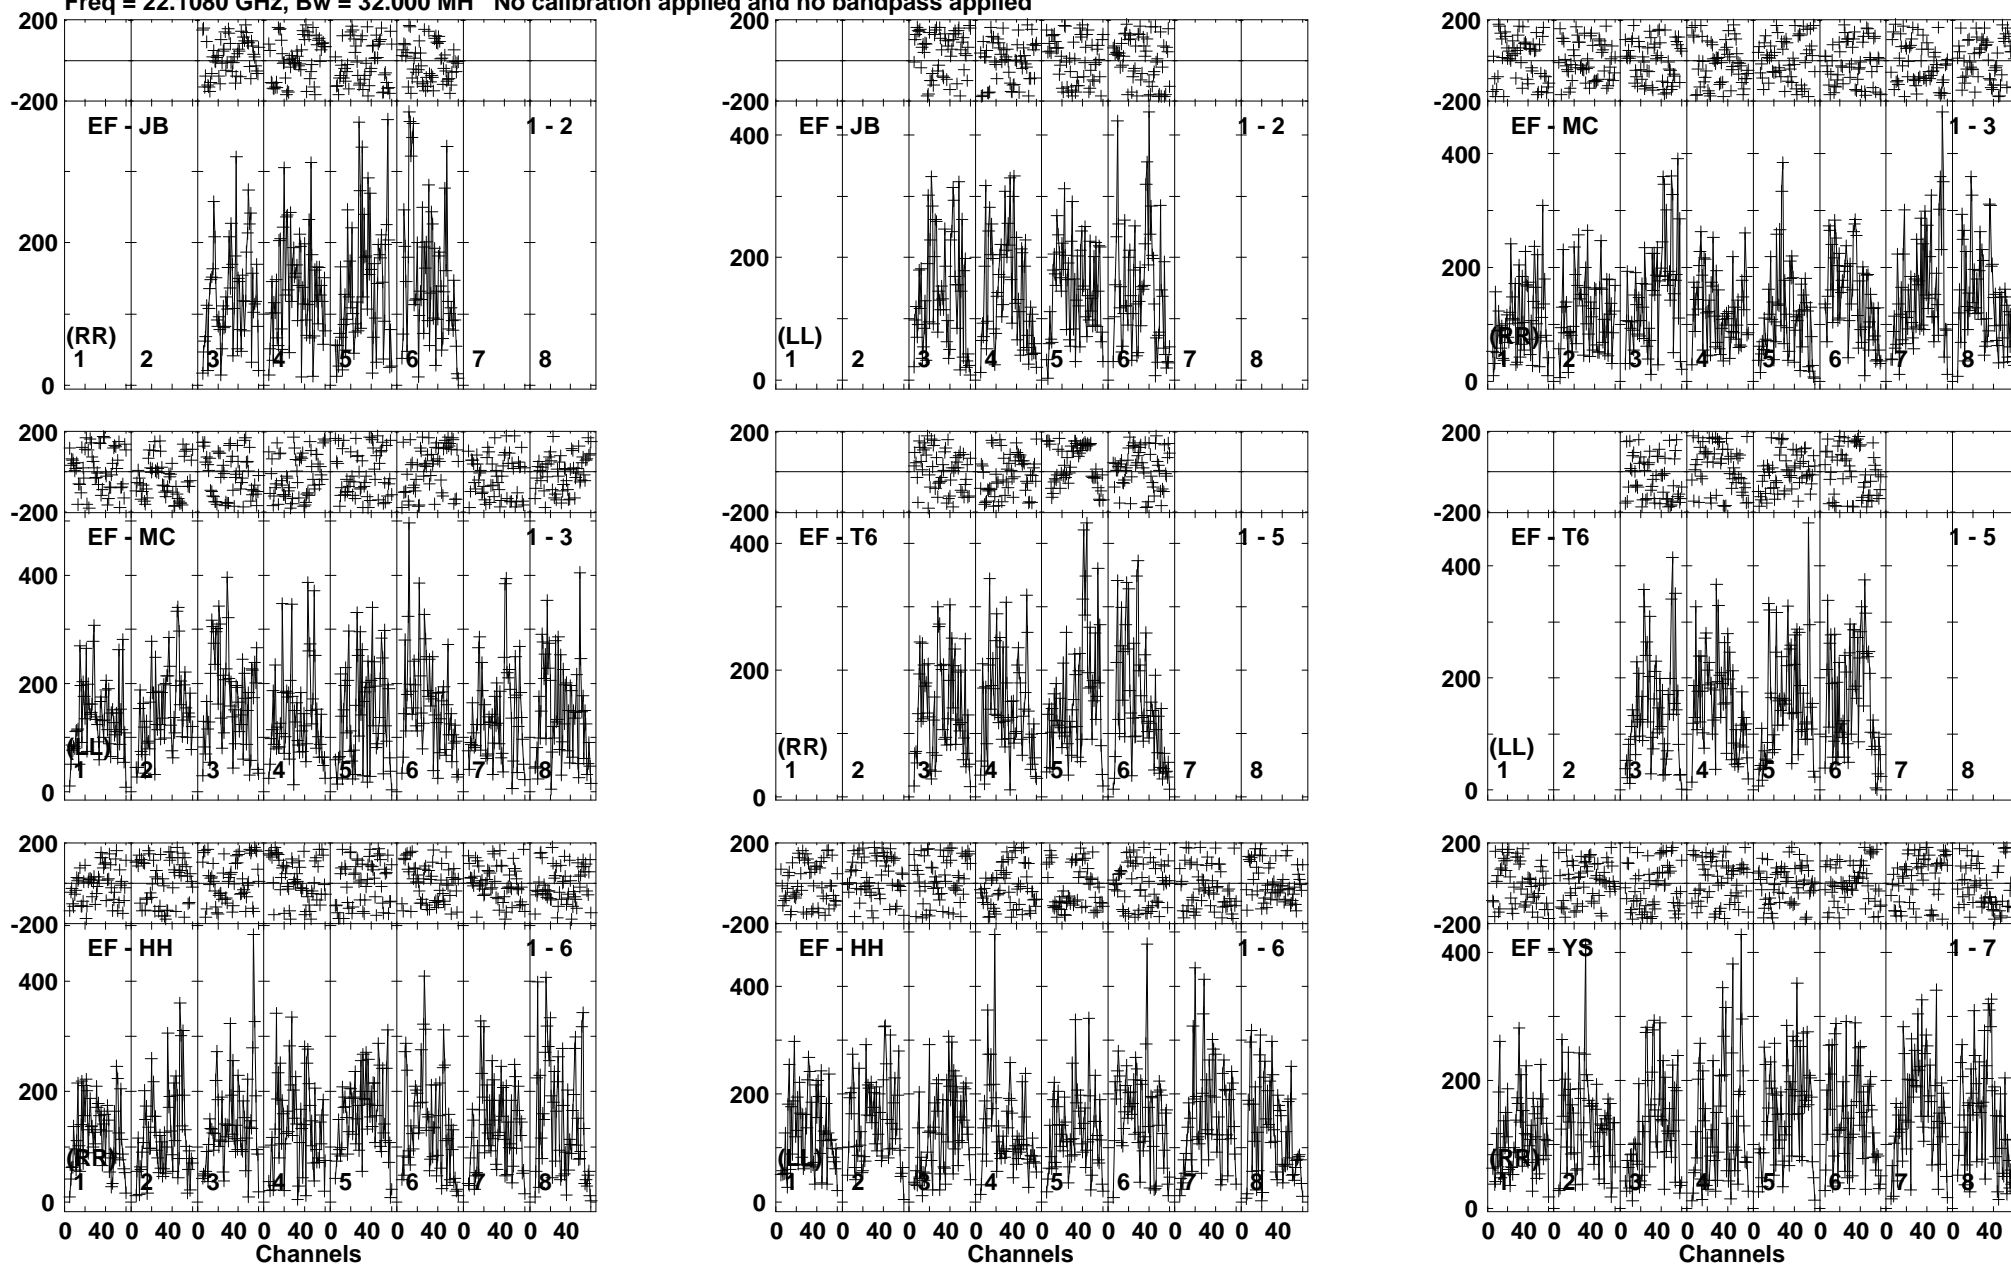 Freq = 22.1080 GHz, Bw = 32.000 MH No calibration applied and no bandpass applied
200 200 200
-200 -200 -200
EF - JB 1 - 2 EF - JB 1 - 2 EF - MC 1 - 3
400 400
200 200 200
(RR) (LL) (RR)
1 2 3 4 5 6 7 8 1 2 3 4 5 6 7 8 1 2 3 4 5 6 7 8
0 0 0
200 200 200
-200 -200 -200
EF - MC 1 - 3 EF - T6 1 - 5 EF - T6 1 - 5
400 400 400
200 200 200
(LL) (RR) (LL)
1 2 3 4 5 6 7 8 1 2 3 4 5 6 7 8 1 2 3 4 5 6 7 8
0 0 0
200 200 200
-200 -200 -200
EF - HH 1 - 6 EF - HH 1 - 6 EF - YS 1 - 7
400 400 400
200 200 200
(RR) (LL) (RR)
1 2 3 4 5 6 7 8 1 2 3 4 5 6 7 8 1 2 3 4 5 6 7 8
0 0 0
0 40 0 40 0 40 0 40 0 40 0 40 0 40 0 40 0 40 0 40 0 40 0 40 0 40 0 40 0 40 0 40 0 40 0 40 0 40 0 40 0 40 0 40 0 40 0 40
Channels Channels Channels